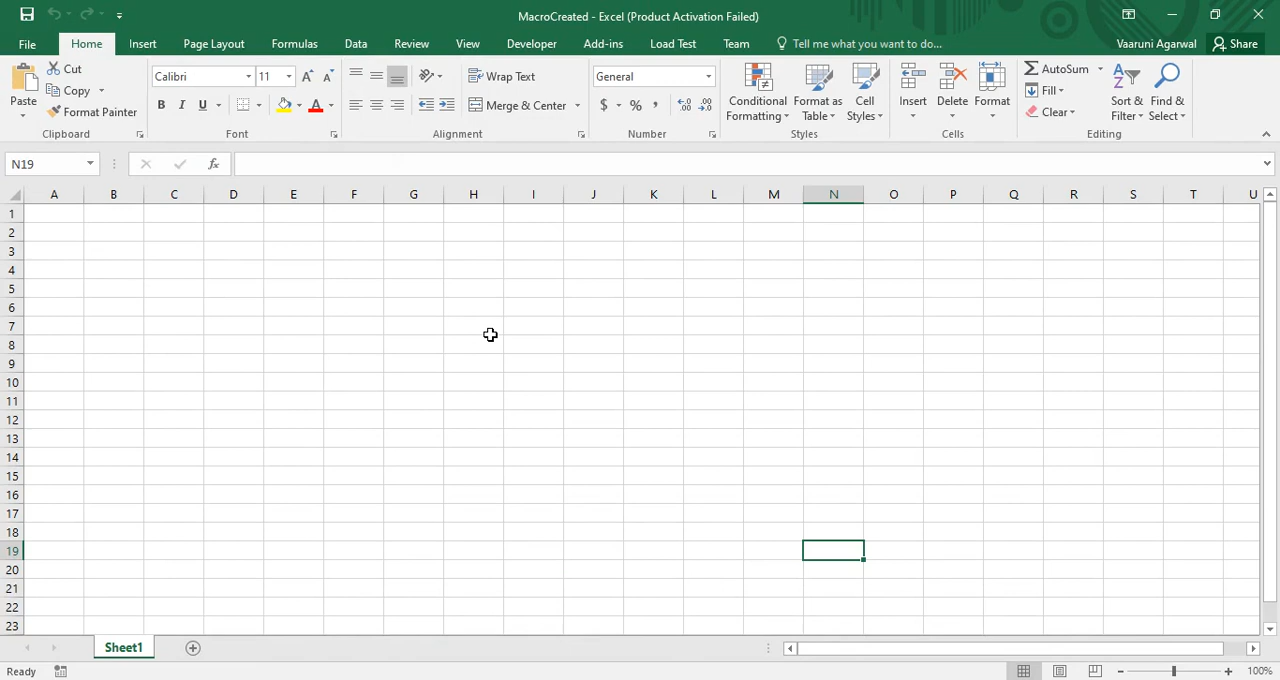 MacroCreated - Excel (Product Activation Failed)
File Home Insert Page Layout Formulas Data Review View Developer Add-ins Load Test Team Tell me what you want to do... Vaaruni Agarwal Share
Paste Cut Copy Format Painter
Calibri 11
B I U A
Wrap Text
Merge & Center
General
$ % ,
Conditional Formatting
Format as Table
Cell Styles
Insert Delete Format
AutoSum
Fill
Clear
Sort & Filter
Find & Select
Clipboard Font Alignment Number Styles Cells Editing
N19 fx
A B C D E F G H I J K L M N O P Q R S T U
1
2
3
4
5
6
7
8
9
10
11
12
13
14
15
16
17
18
19
20
21
22
23
Sheet1
Ready 100%